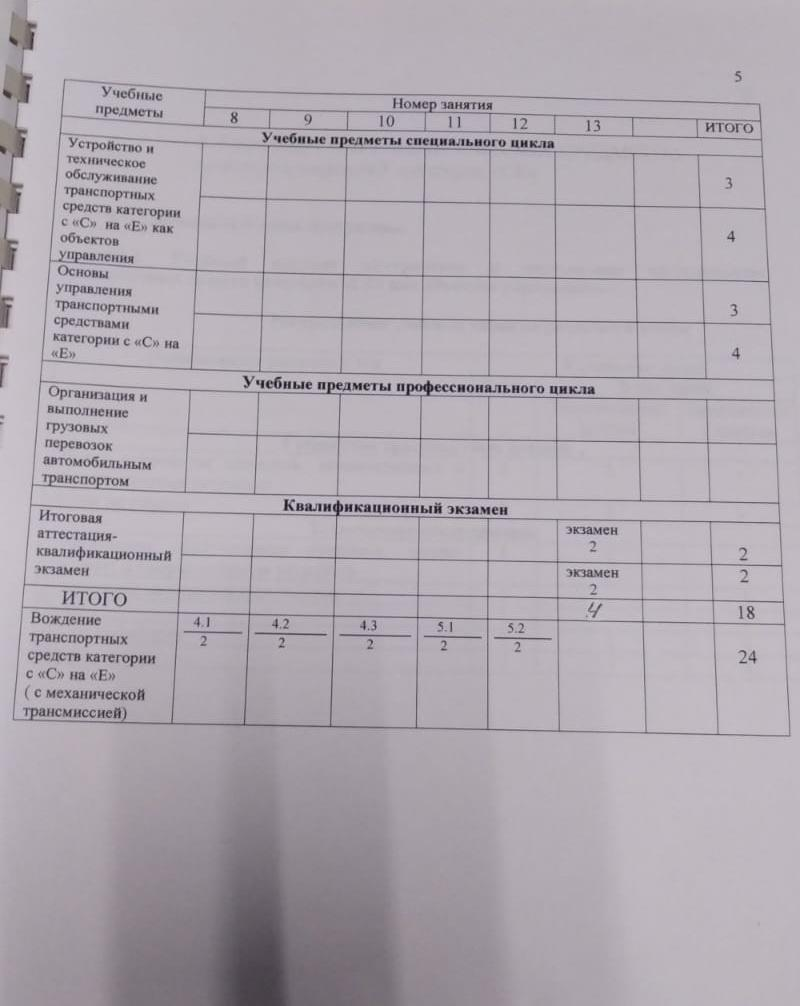 5
Учебные предметы
Номер занятия
8 9 10 11 12 13 ИТОГО
Учебные предметы специального цикла
Устройство и
техническое
обслуживание
транспортных
средств категории
с «С» на «Е» как
объектов
управления
3
4
Основы
управления
транспортными
средствами
категории с «С» на
«Е»
3
4
Учебные предметы профессионального цикла
Организация и
выполнение
грузовых
перевозок
автомобильным
транспортом
Квалификационный экзамен
Итоговая
аттестация-
квалификационный
экзамен
экзамен
2
2
экзамен
2
2
ИТОГО
4
18
Вождение
транспортных
средств категории
с «С» на «Е»
( с механической
трансмиссией)
4.1 4.2 4.3 5.1 5.2
2 2 2 2 2
24